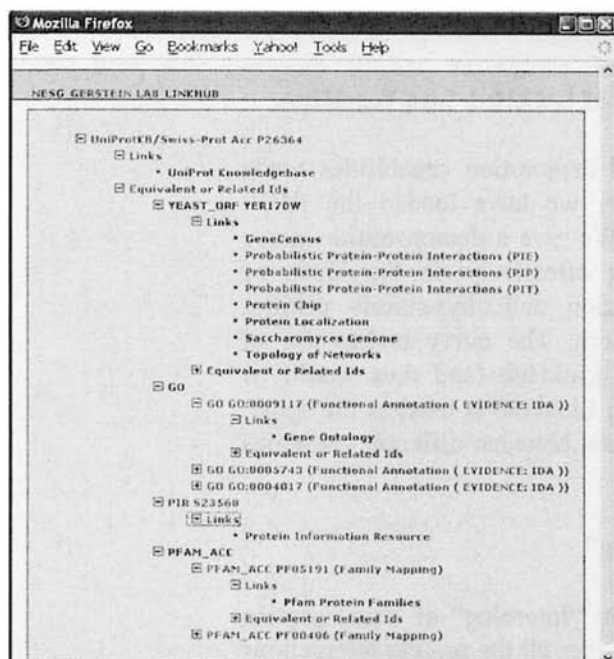 Mozilla Firefox
File Edit View Go Bookmarks Yahoo! Tools Help
NESG GERSTEIN LAB LINKHUB
UniProtKB/Swiss-Prot Acc P26364
Links
UniProt Knowledgebase
Equivalent or Related Ids
YEAST_ORF YER170W
Links
GeneCensus
Probabilistic Protein-Protein Interactions (PIE)
Probabilistic Protein-Protein Interactions (PIP)
Probabilistic Protein-Protein Interactions (PIT)
Protein Chip
Protein Localization
Saccharomyces Genome
Topology of Networks
Equivalent or Related Ids
GO
GO GO:0009117 (Functional Annotation ( EVIDENCE: IDA ))
Links
Gene Ontology
Equivalent or Related Ids
GO GO:0005743 (Functional Annotation ( EVIDENCE: IDA ))
GO GO:0004017 (Functional Annotation ( EVIDENCE: IDA ))
PIR S23568
Links
Protein Information Resource
PFAM_ACC
PFAM_ACC PF05191 (Family Mapping)
Links
Pfam Protein Families
Equivalent or Related Ids
PFAM_ACC PF00406 (Family Mapping)